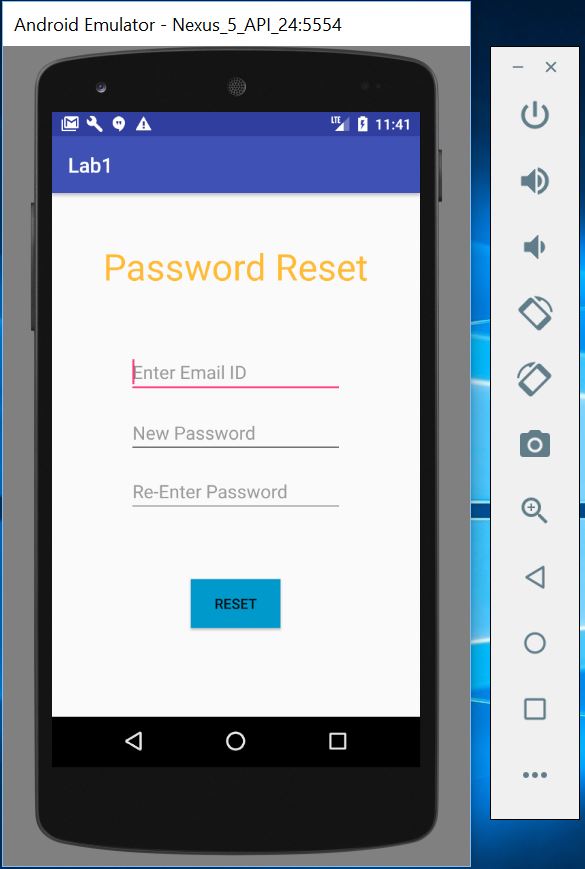 Android Emulator - Nexus_5_API_24:5554
LTE 11:41
Lab1
Password Reset
Enter Email ID
New Password
Re-Enter Password
RESET